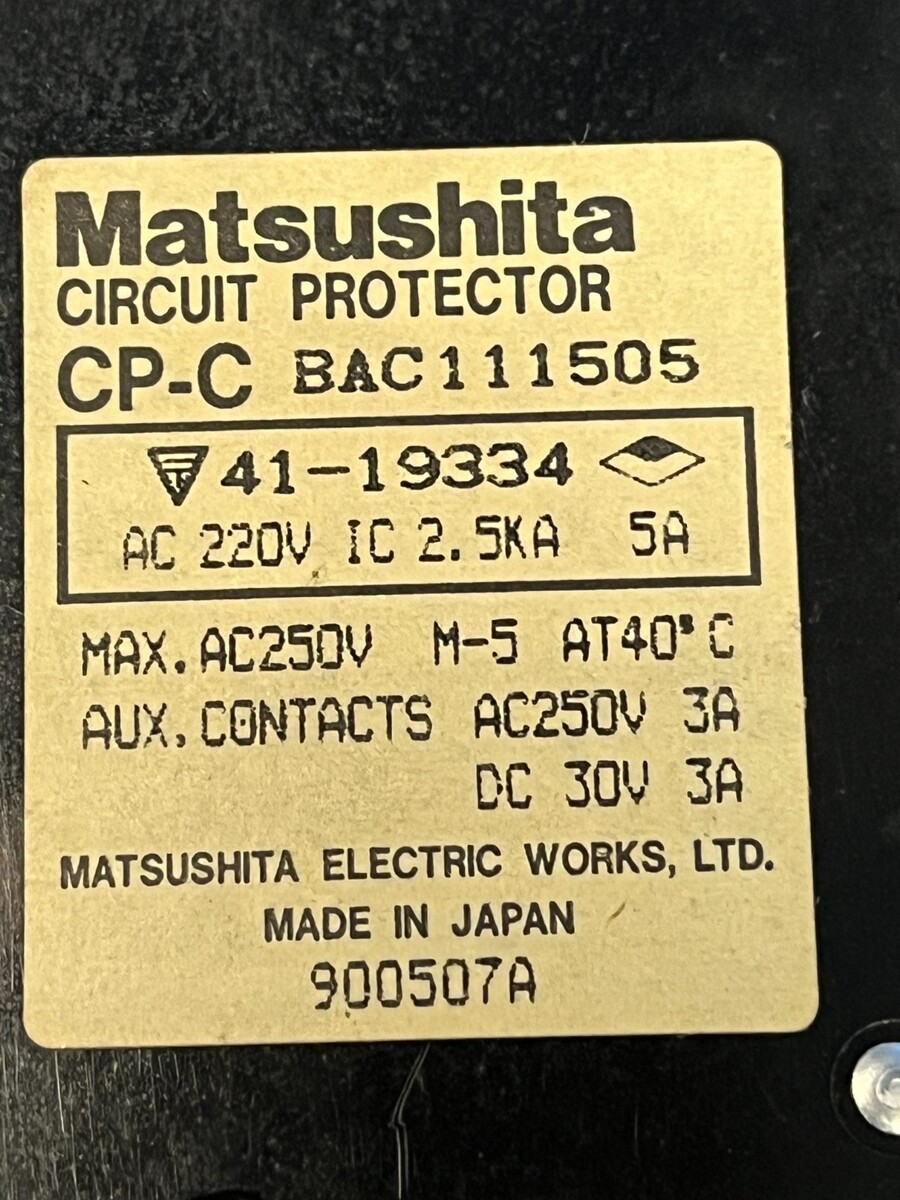 Matsushita
CIRCUIT PROTECTOR
CP-C BAC111505
41-19334
AC 220V IC 2.5KA 5A
MAX. AC250V M-5 AT40°C
AUX. CONTACTS AC250V 3A
DC 30V 3A
MATSUSHITA ELECTRIC WORKS, LTD.
MADE IN JAPAN
900507A